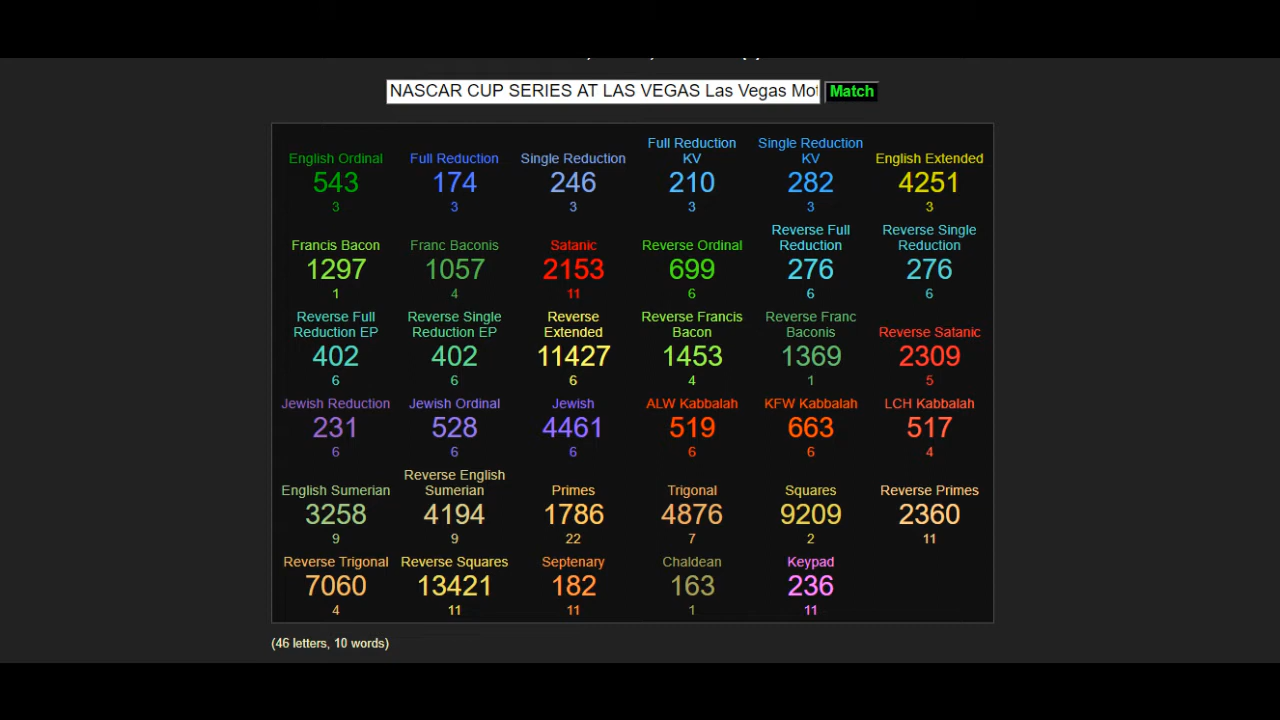 NASCAR CUP SERIES AT LAS VEGAS Las Vegas Mot Match
Full Reduction Single Reduction
English Ordinal Full Reduction Single Reduction KV KV English Extended
543 174 246 210 282 4251
3 3 3 3 3 3
Reverse Full Reverse Single
Francis Bacon Franc Baconis Satanic Reverse Ordinal Reduction Reduction
1297 1057 2153 699 276 276
1 4 11 6 6 6
Reverse Full Reverse Single Reverse Reverse Francis Reverse Franc
Reduction EP Reduction EP Extended Bacon Baconis Reverse Satanic
402 402 11427 1453 1369 2309
6 6 6 4 1 5
Jewish Reduction Jewish Ordinal Jewish ALW Kabbalah KFW Kabbalah LCH Kabbalah
231 528 4461 519 663 517
6 6 6 6 6 4
Reverse English
English Sumerian Sumerian Primes Trigonal Squares Reverse Primes
3258 4194 1786 4876 9209 2360
9 9 22 7 2 11
Reverse Trigonal Reverse Squares Septenary Chaldean Keypad
7060 13421 182 163 236
4 11 11 1 11
(46 letters, 10 words)